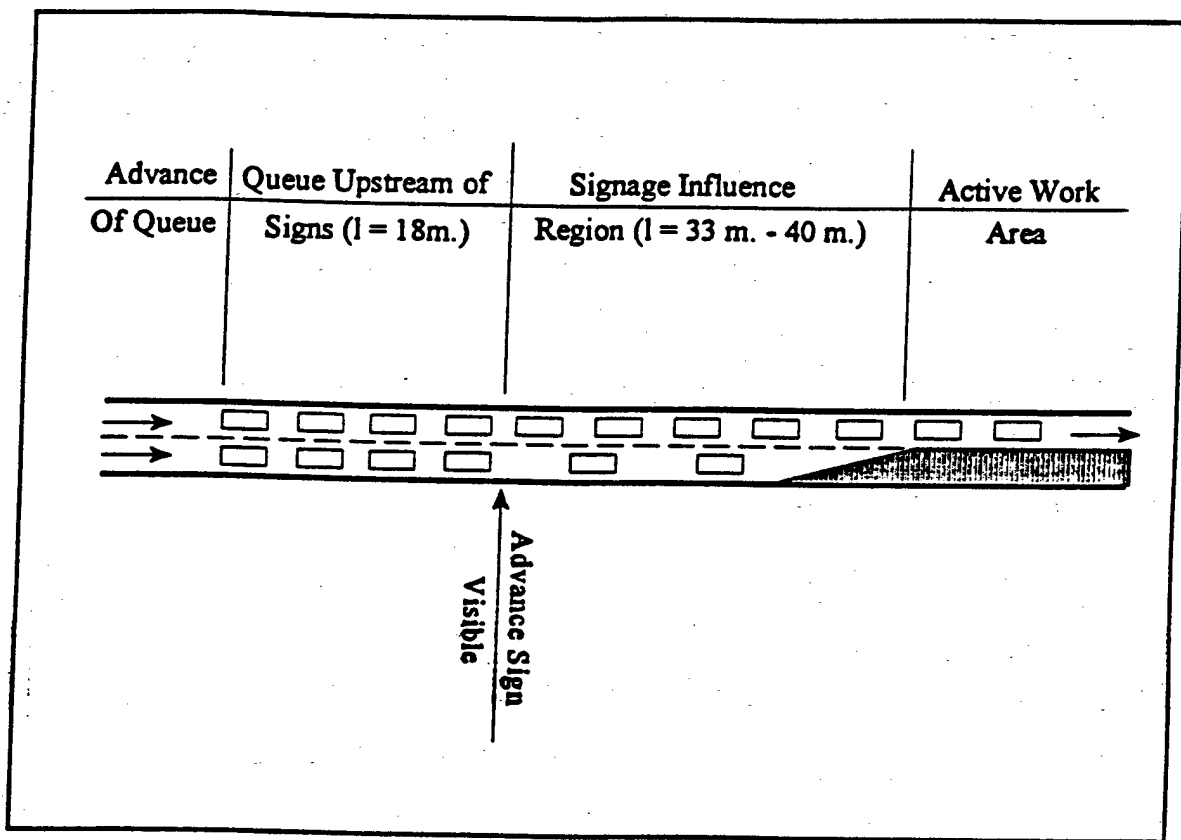 Advance
Of Queue
Queue Upstream of
Signs (l = 18m.)
Signage Influence
Region (l = 33 m. - 40 m.)
Active Work
Area
Advance Sign
Visible